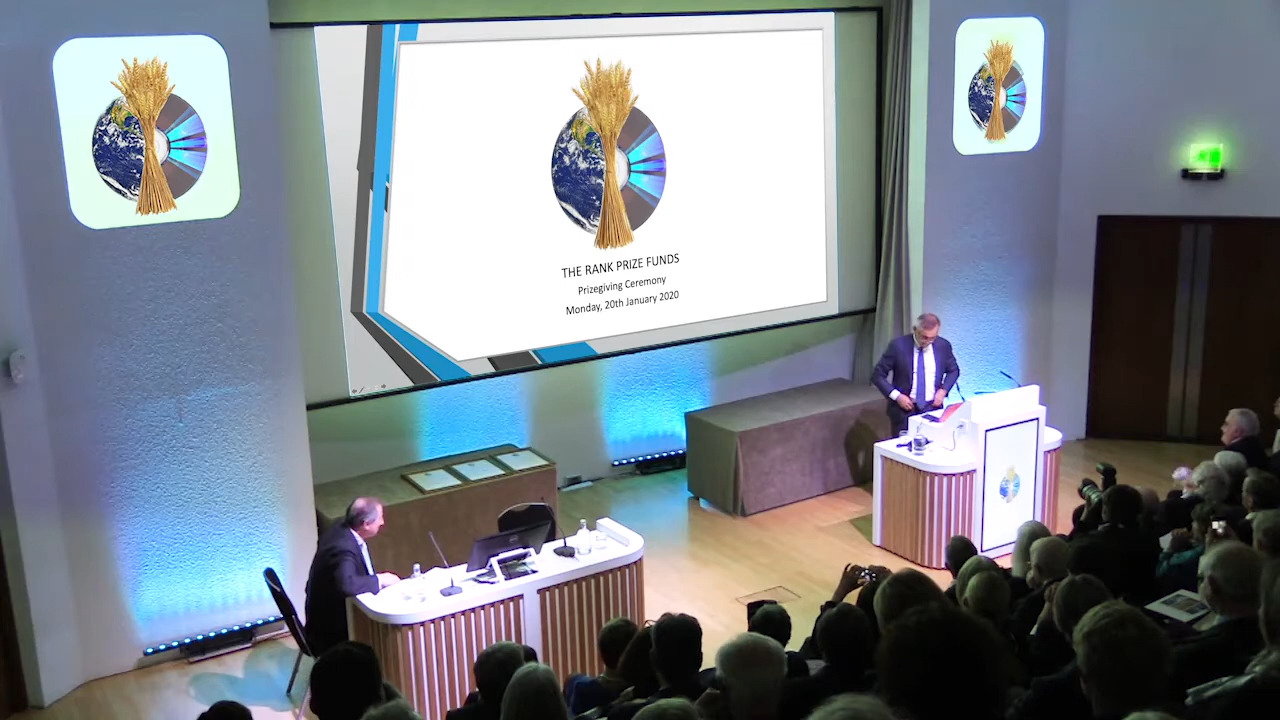 THE RANK PRIZE FUNDS
Prizegiving Ceremony
Monday, 20th January 2020